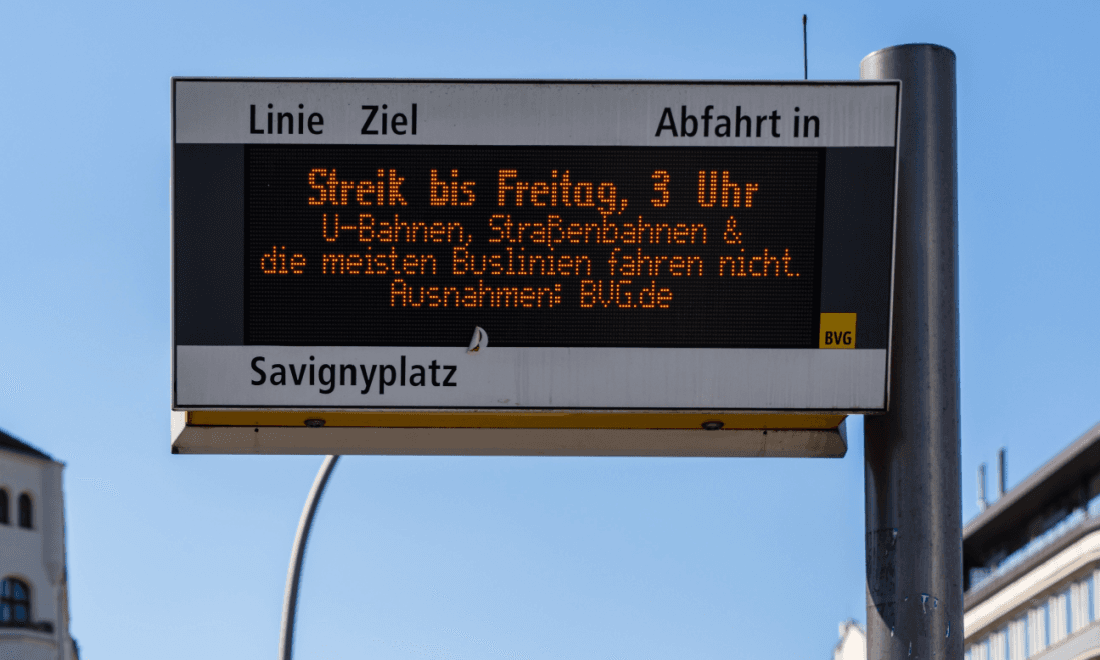 Linie Ziel Abfahrt in
Streik bis Freitag, 3 Uhr
U-Bahnen, Straßenbahnen &
die meisten Buslinien fahren nicht.
Ausnahmen: BVG.de
BVG
Savignyplatz